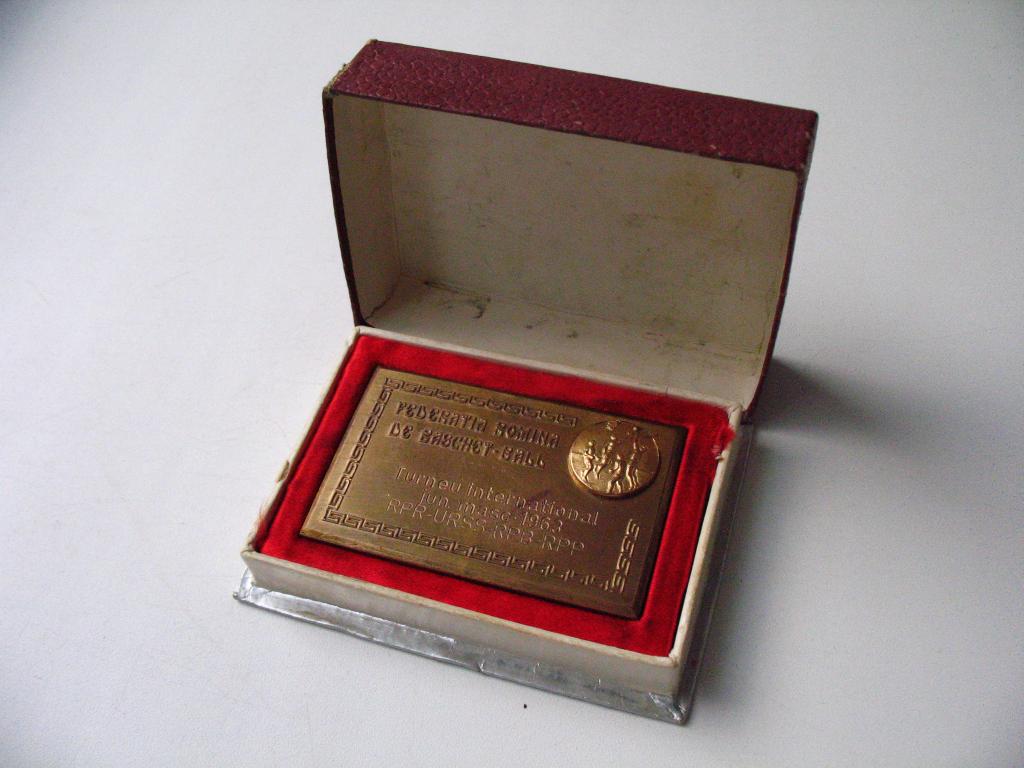 FEDERATIA ROMINA
DE BASCHET-BALL
Turneu international
jun. masc. 1963
RPR-URSS-RPB-RPP